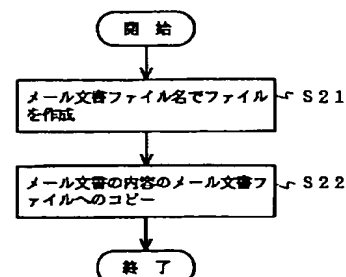 開 始
メール文書ファイル名でファイル
を作成
S21
メール文書の内容のメール文書フ
ァイルへのコピー
S22
終 了